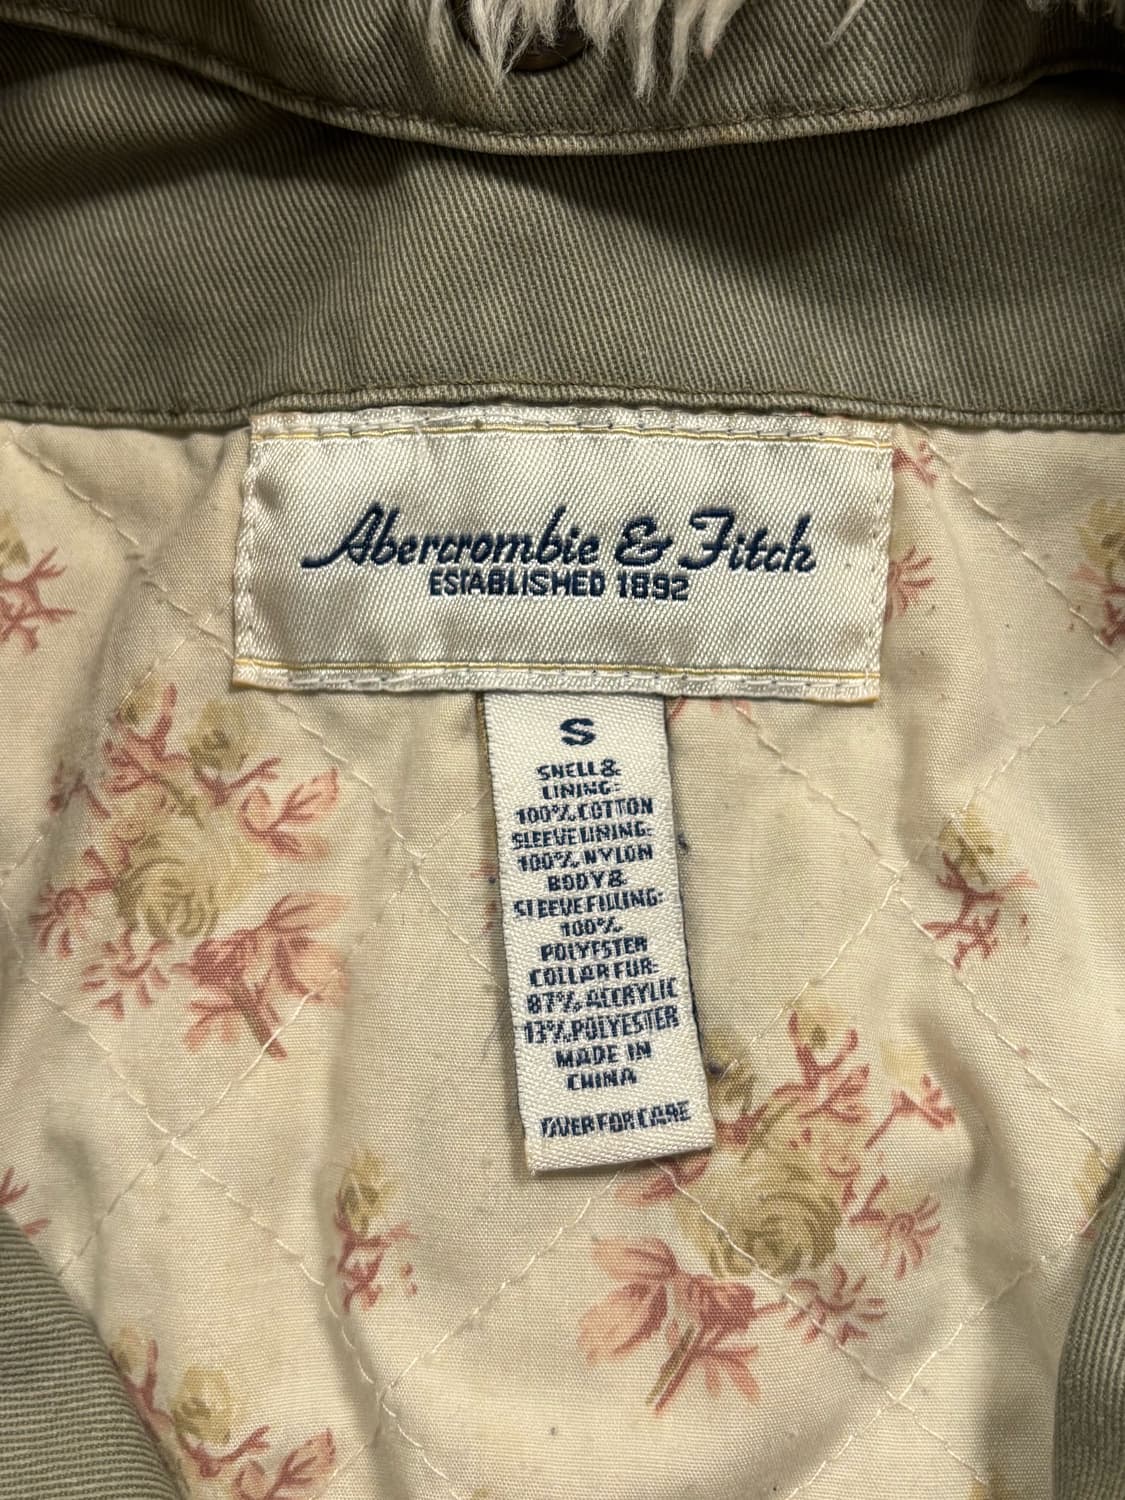 Abercrombie & Fitch
ESTABLISHED 1892
S
SHELL &
LINING:
100% COTTON
SLEEVE LINING:
100% NYLON
BODY &
SLEEVE FILLING:
100%
POLYESTER
COLLAR FUR:
87% ACCRYLIC
13% POLYESTER
MADE IN
CHINA
OVER FOR CARE